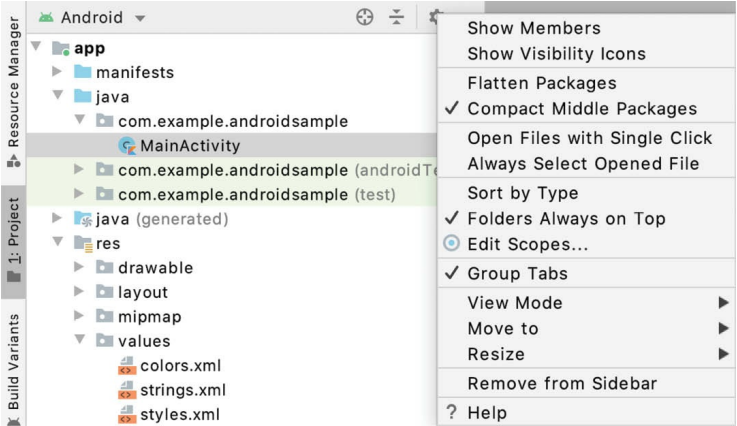 Resource Manager
1: Project
Build Variants
Android
app
manifests
java
com.example.androidsample
MainActivity
com.example.androidsample (androidTe
com.example.androidsample (test)
java (generated)
res
drawable
layout
mipmap
values
colors.xml
strings.xml
styles.xml
Show Members
Show Visibility Icons
Flatten Packages
✓ Compact Middle Packages
Open Files with Single Click
Always Select Opened File
Sort by Type
✓ Folders Always on Top
Edit Scopes...
✓ Group Tabs
View Mode
Move to
Resize
Remove from Sidebar
? Help